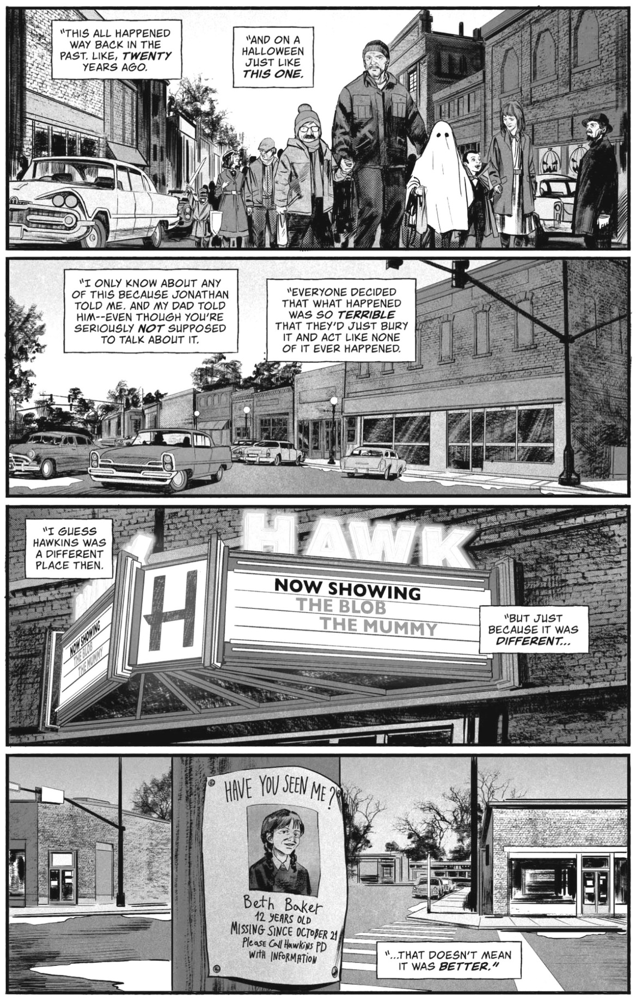 "THIS ALL HAPPENED
WAY BACK IN THE
PAST. LIKE, TWENTY
YEARS AGO.
"AND ON A
HALLOWEEN
JUST LIKE
THIS ONE.
"I ONLY KNOW ABOUT ANY
OF THIS BECAUSE JONATHAN
TOLD ME. AND MY DAD TOLD
HIM--EVEN THOUGH YOU'RE
SERIOUSLY NOT SUPPOSED
TO TALK ABOUT IT.
"EVERYONE DECIDED
THAT WHAT HAPPENED
WAS SO TERRIBLE
THAT THEY'D JUST BURY
IT AND ACT LIKE NONE
OF IT EVER HAPPENED.
"I GUESS
HAWKINS WAS
A DIFFERENT
PLACE THEN.
HAWK
H
NOW SHOWING
THE BLOB
THE MUMMY
NOW SHOWING
THE BLOB
THE MUMMY
"BUT JUST
BECAUSE IT WAS
DIFFERENT...
HAVE YOU SEEN ME?
Beth Baker
12 YEARS OLD
MISSING SINCE OCTOBER 21
Please Call Hawkins PD
WITH INFORMATION
"...THAT DOESN'T MEAN
IT WAS BETTER."